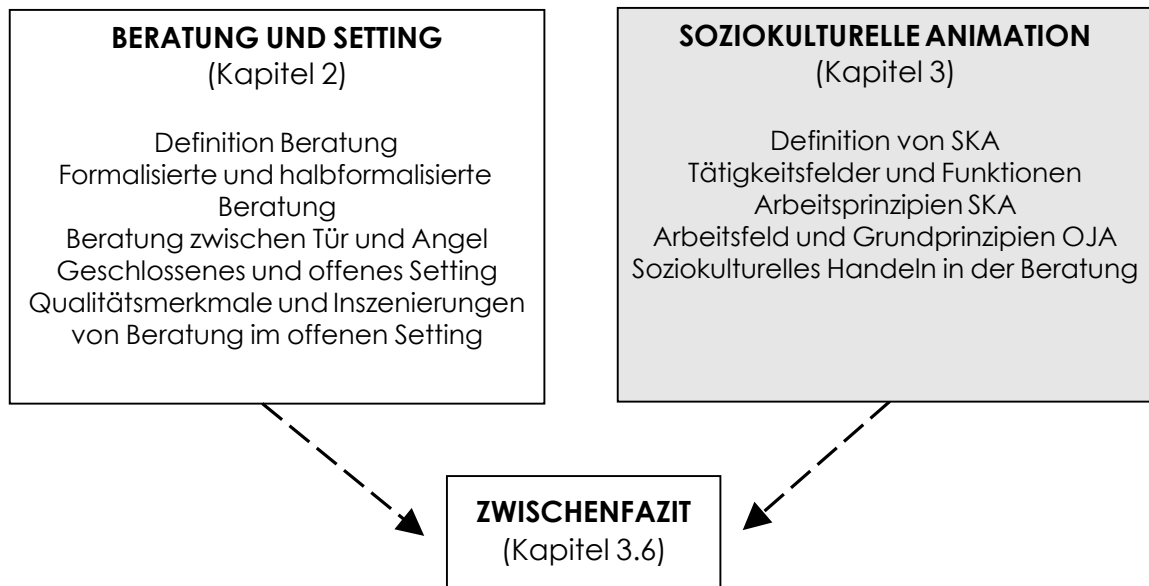 BERATUNG UND SETTING
(Kapitel 2)
Definition Beratung
Formalisierte und halbformalisierte
Beratung
Beratung zwischen Tür und Angel
Geschlossenes und offenes Setting
Qualitätsmerkmale und Inszenierungen
von Beratung im offenen Setting
SOZIOKULTURELLE ANIMATION
(Kapitel 3)
Definition von SKA
Tätigkeitsfelder und Funktionen
Arbeitsprinzipien SKA
Arbeitsfeld und Grundprinzipien OJA
Soziokulturelles Handeln in der Beratung
ZWISCHENFAZIT
(Kapitel 3.6)